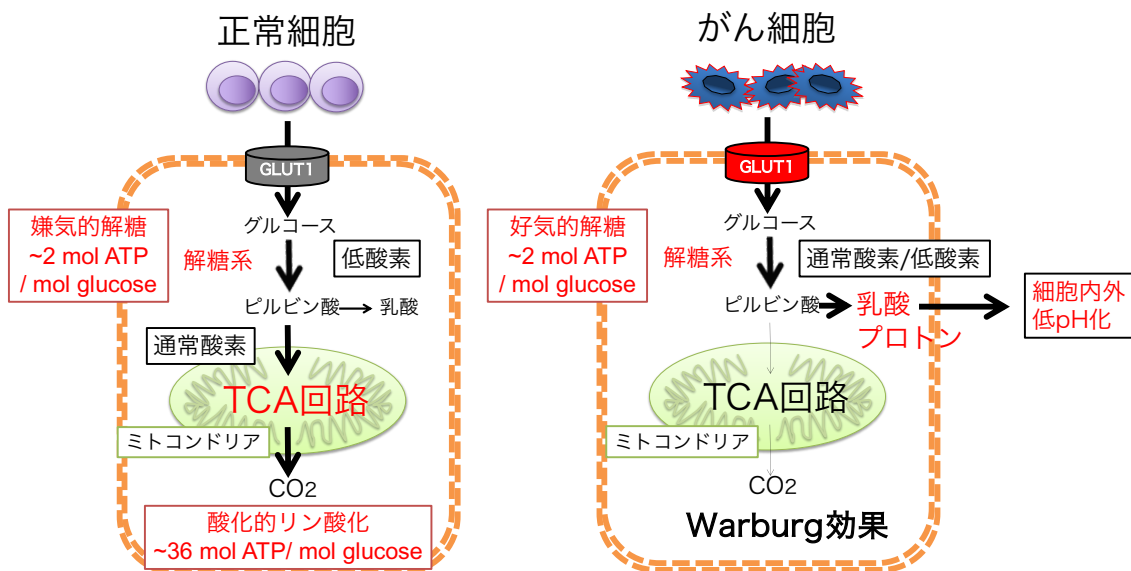 正常細胞
GLUT1
グルコース
嫌気的解糖
~2 mol ATP
/ mol glucose
解糖系
低酸素
ピルビン酸
乳酸
通常酸素
TCA回路
ミトコンドリア
CO2
酸化的リン酸化
~36 mol ATP/ mol glucose
がん細胞
GLUT1
グルコース
好気的解糖
~2 mol ATP
/ mol glucose
解糖系
通常酸素/低酸素
ピルビン酸
乳酸
プロトン
細胞内外
低pH化
TCA回路
ミトコンドリア
CO2
Warburg効果